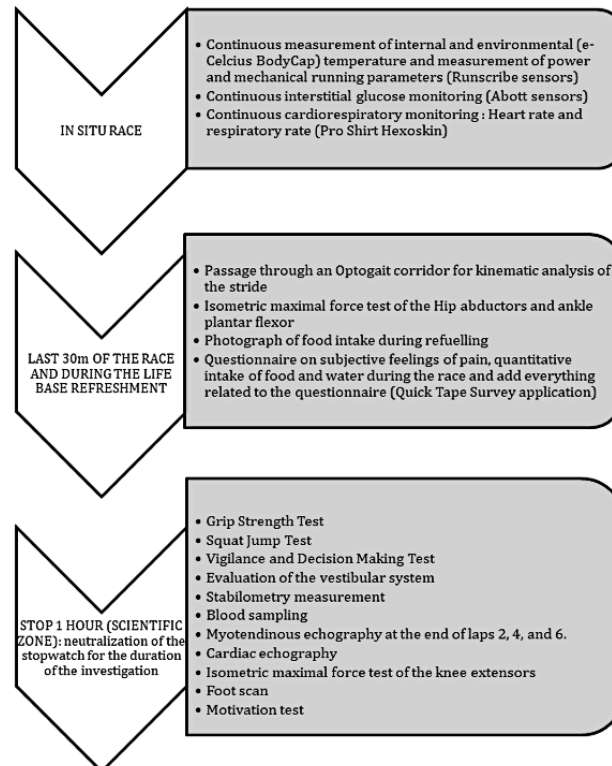 IN SITU RACE
• Continuous measurement of internal and environmental (e-
Celcius BodyCap) temperature and measurement of power
and mechanical running parameters (Runscribe sensors)
• Continuous interstitial glucose monitoring (Abott sensors)
• Continuous cardiorespiratory monitoring : Heart rate and
respiratory rate (Pro Shirt Hexoskin)
LAST 30m OF THE RACE
AND DURING THE LIFE
BASE REFRESHMENT
• Passage through an Optogait corridor for kinematic analysis of
the stride
• Isometric maximal force test of the Hip abductors and ankle
plantar flexor
• Photograph of food intake during refuelling
• Questionnaire on subjective feelings of pain, quantitative
intake of food and water during the race and add everything
related to the questionnaire (Quick Tape Survey application)
STOP 1 HOUR (SCIENTIFIC
ZONE): neutralization of the
stopwatch for the duration
of the investigation
• Grip Strength Test
• Squat Jump Test
• Vigilance and Decision Making Test
• Evaluation of the vestibular system
• Stabilometry measurement
• Blood sampling
• Myotendinous echography at the end of laps 2, 4, and 6.
• Cardiac echography
• Isometric maximal force test of the knee extensors
• Foot scan
• Motivation test